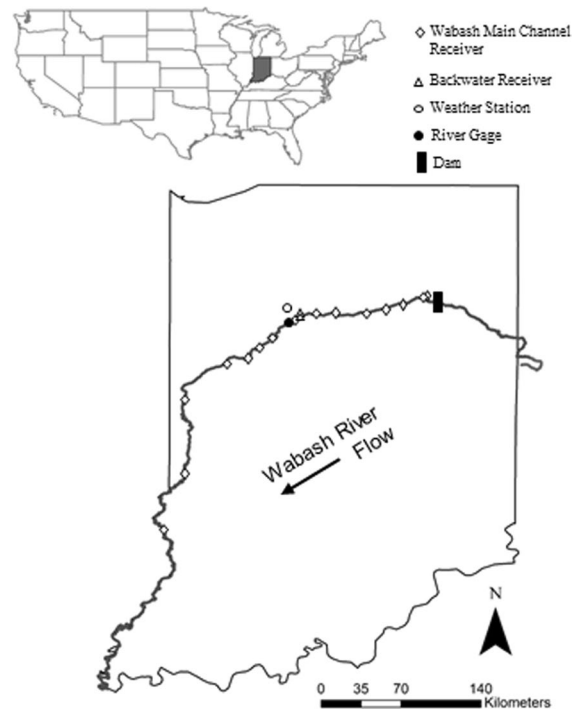 Wabash Main Channel
Receiver
Backwater Receiver
Weather Station
River Gage
Dam
Wabash River
Flow
N
0 35 70 140
Kilometers